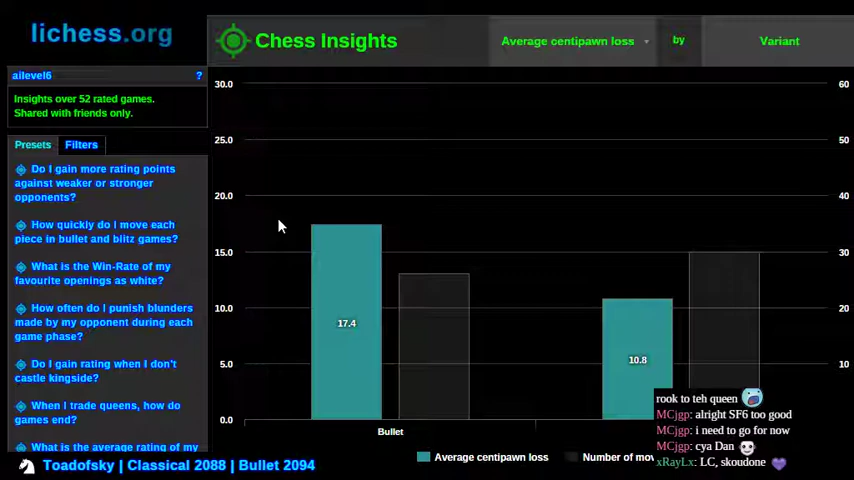 lichess.org
Chess Insights
Average centipawn loss
by
Variant
ailevel6 ?
Insights over 52 rated games.
Shared with friends only.
Presets Filters
Do I gain more rating points
against weaker or stronger
opponents?
How quickly do I move each
piece in bullet and blitz games?
What is the Win-Rate of my
favourite openings as white?
How often do I punish blunders
made by my opponent during each
game phase?
Do I gain rating when I don't
castle kingside?
When I trade queens, how do
games end?
What is the average rating of my
30.0
25.0
20.0
15.0
10.0
5.0
0.0
17.4
10.8
60
50
40
30
20
10
Bullet
Average centipawn loss
Number of mov
rook to teh queen
MCjgp: alright SF6 too good
MCjgp: i need to go for now
MCjgp: cya Dan
xRayLx: LC, skoudone
Toadofsky | Classical 2088 | Bullet 2094